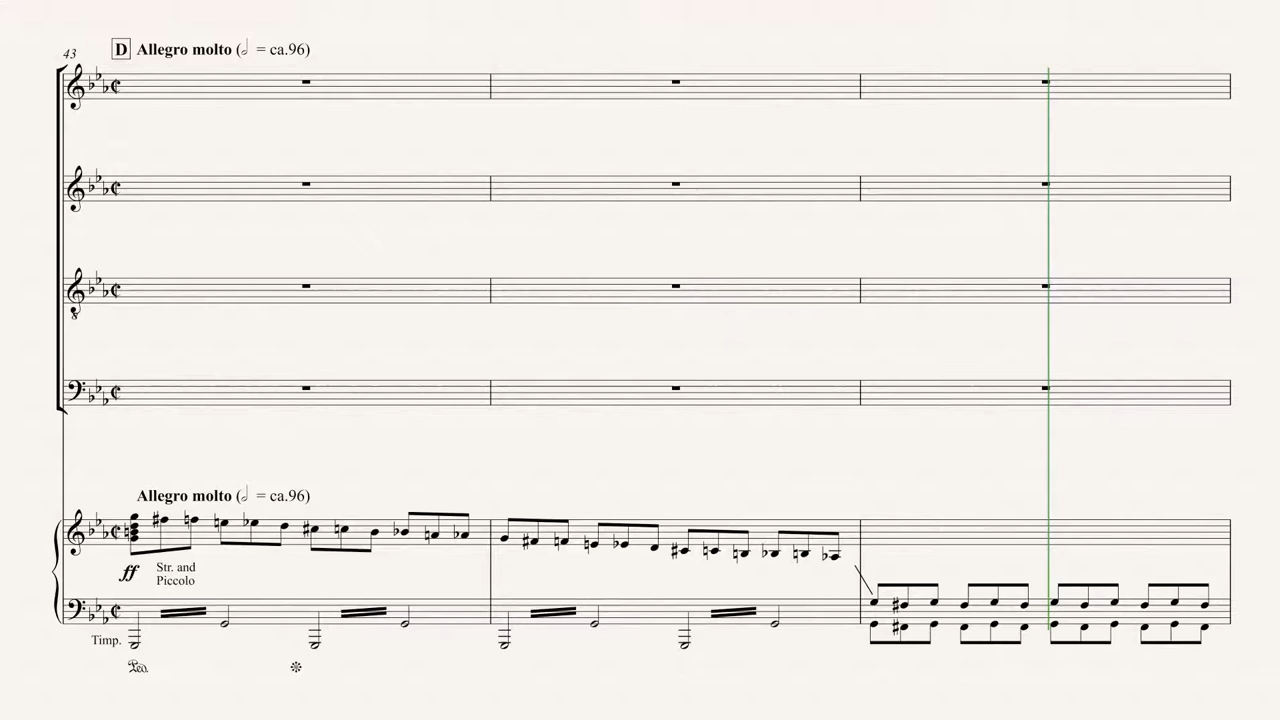 43
D Allegro molto (𝅗𝅥 = ca.96)
Allegro molto (𝅗𝅥 = ca.96)
ff
Str. and
Piccolo
Timp.
Ped.